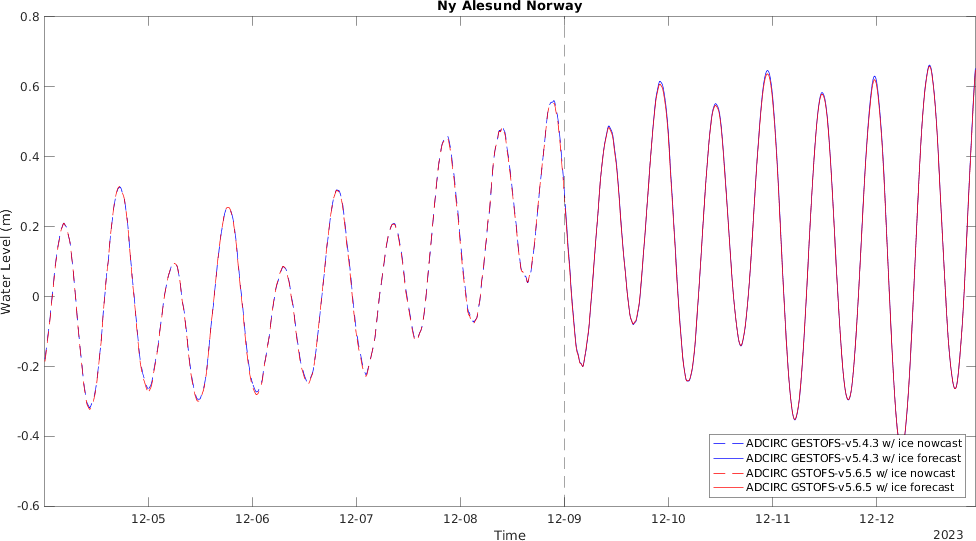 Ny Alesund Norway
0.8
0.6
0.4
0.2
0
-0.2
-0.4
-0.6
Water Level (m)
12-05 12-06 12-07 12-08 12-09 12-10 12-11 12-12
Time
2023
ADCIRC GESTOFS-v5.4.3 w/ ice nowcast
ADCIRC GESTOFS-v5.4.3 w/ ice forecast
ADCIRC GSTOFS-v5.6.5 w/ ice nowcast
ADCIRC GSTOFS-v5.6.5 w/ ice forecast